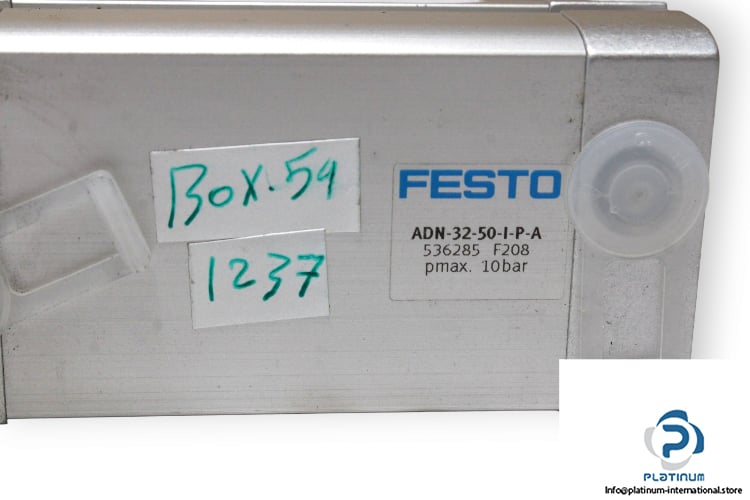 BOX.59
1237
FESTO
ADN-32-50-I-P-A
536285 F208
pmax. 10bar
PLATINUM
Info@platinum-international.store